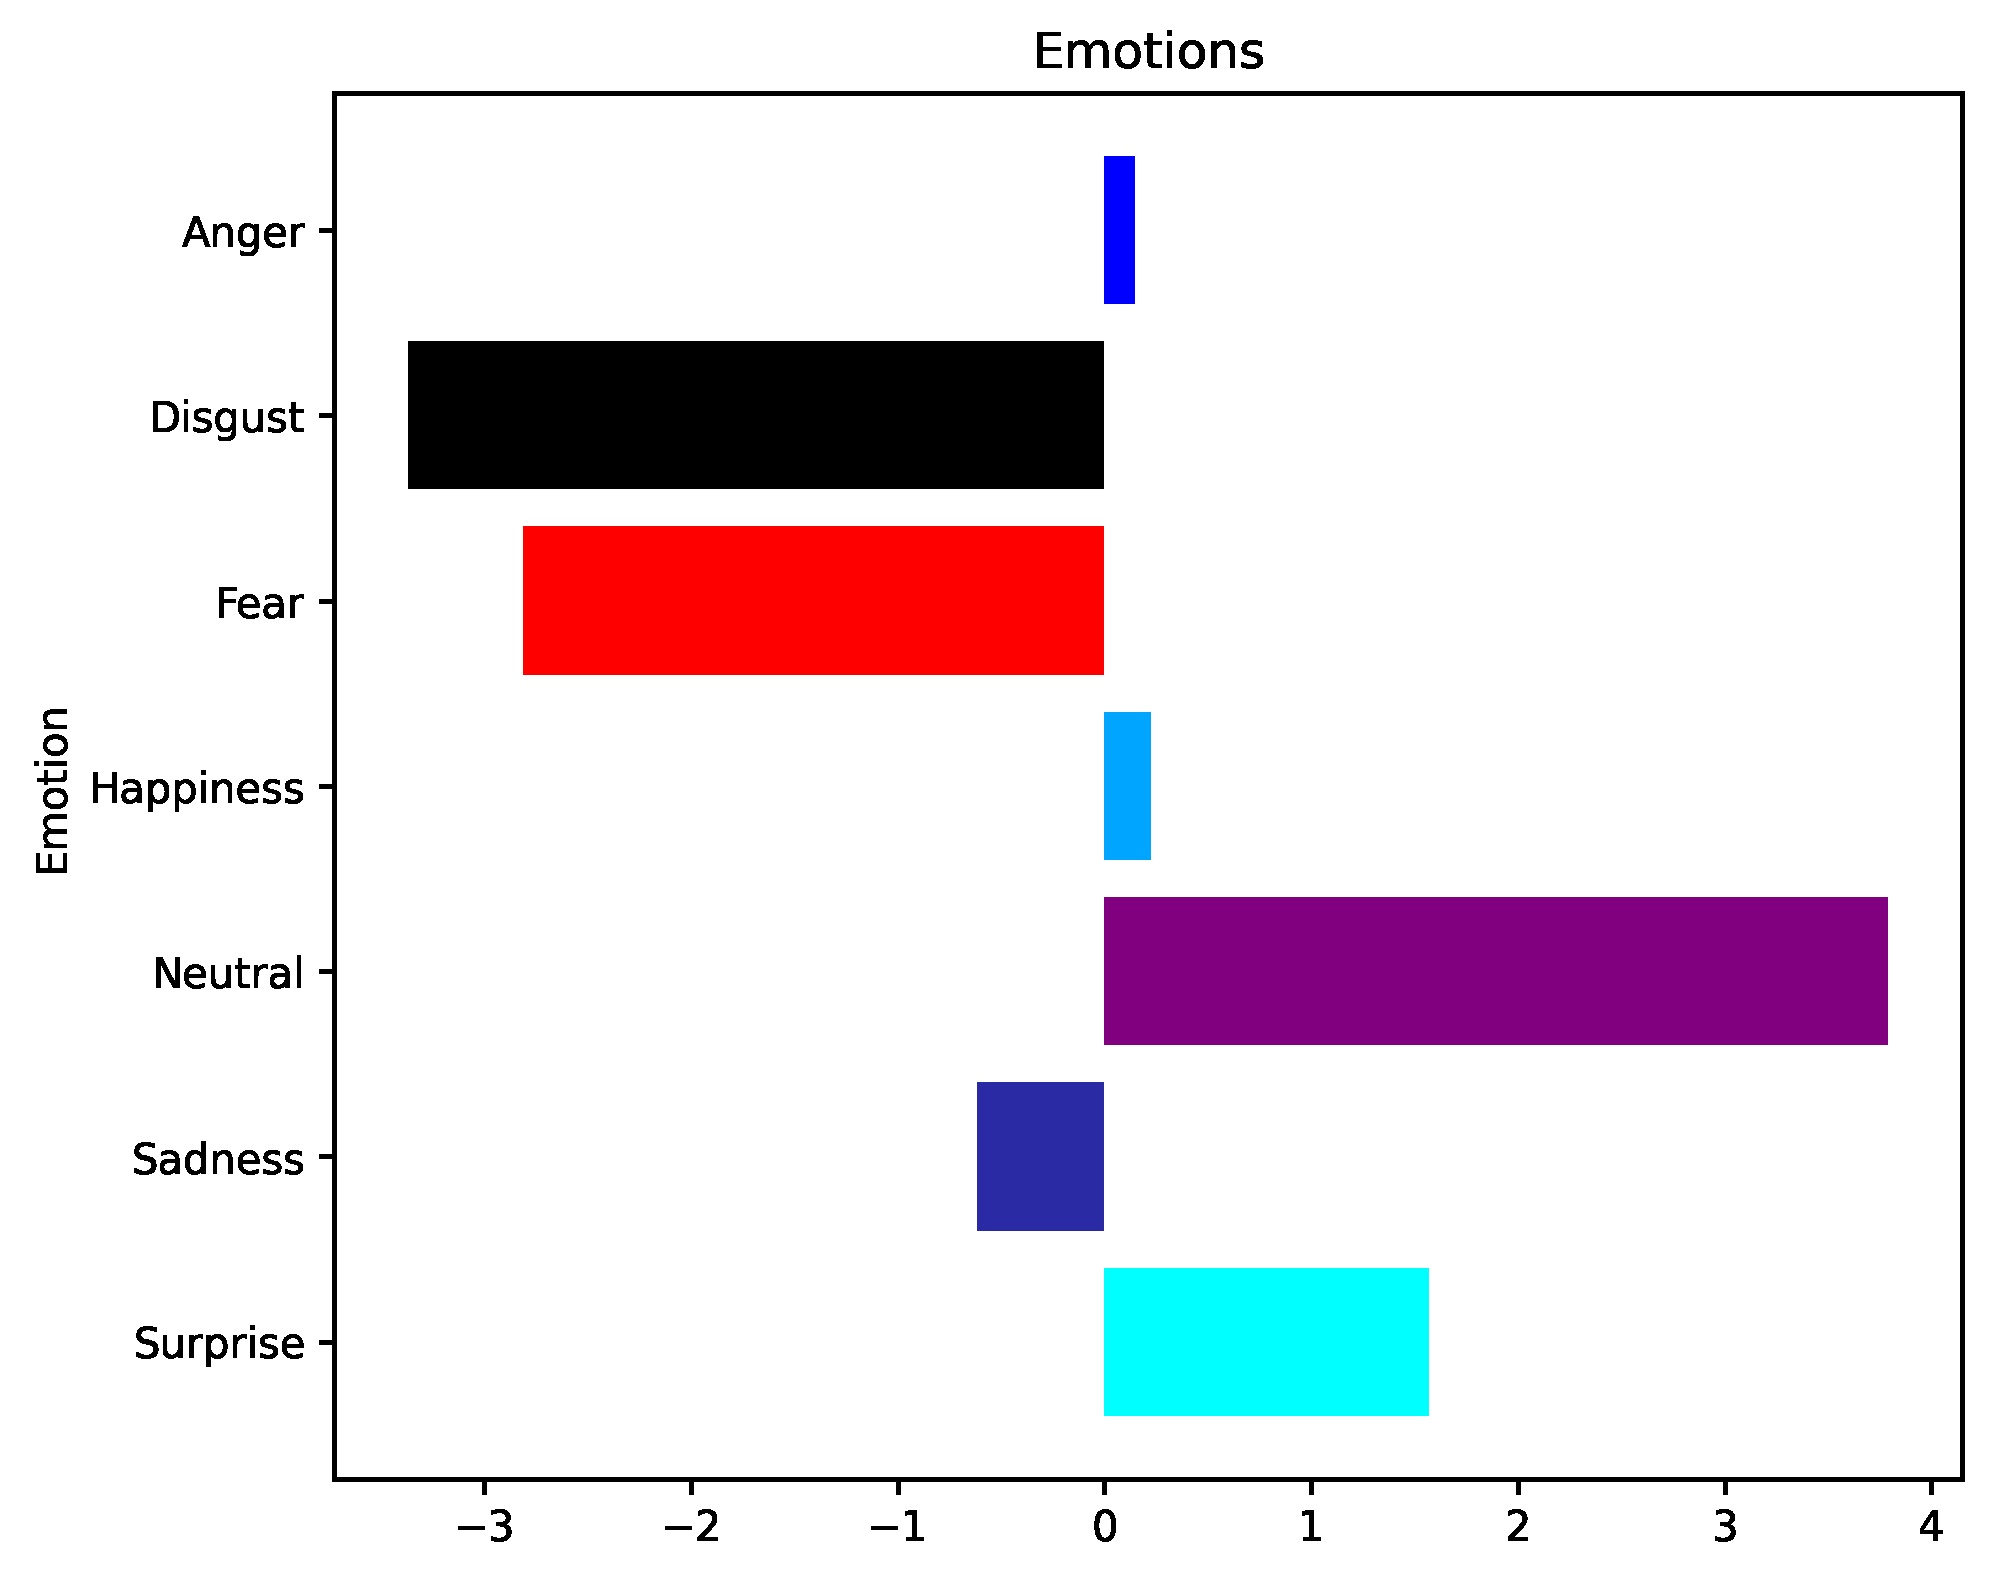 Emotions
Emotion
Anger
Disgust
Fear
Happiness
Neutral
Sadness
Surprise
−3 −2 −1 0 1 2 3 4